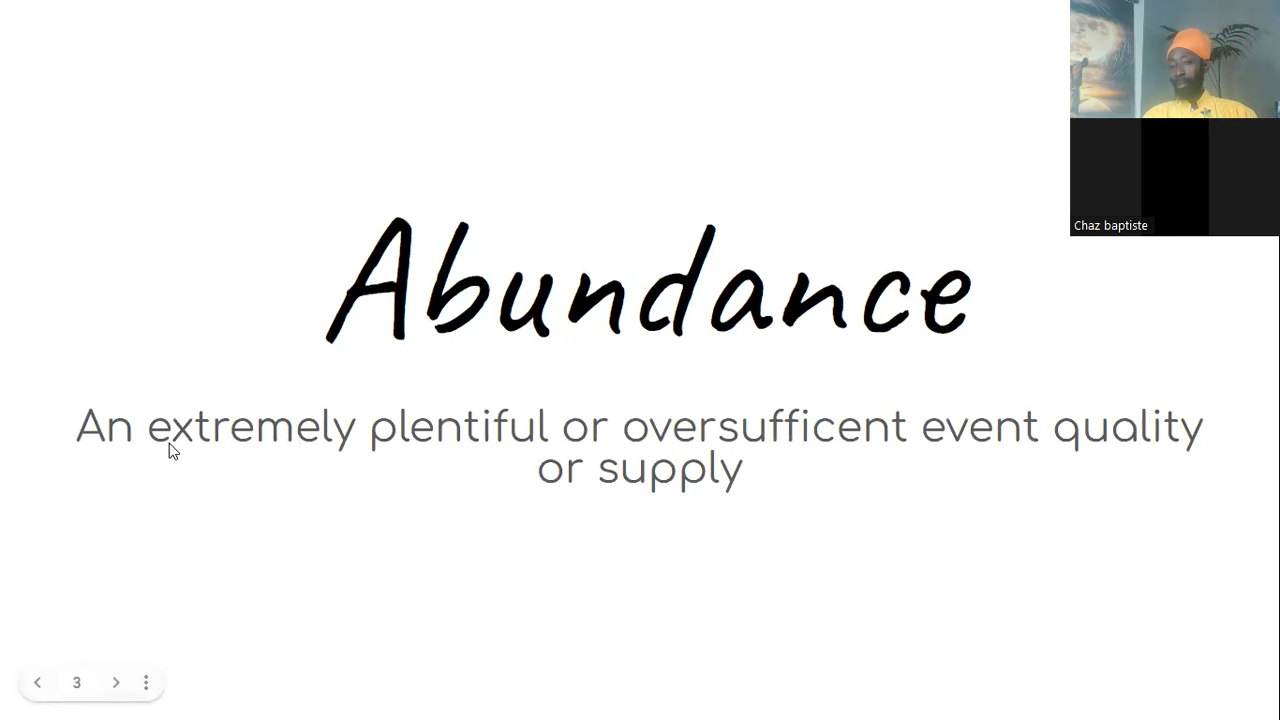 Chaz baptiste
Abundance
An extremely plentiful or oversufficent event quality
or supply
3